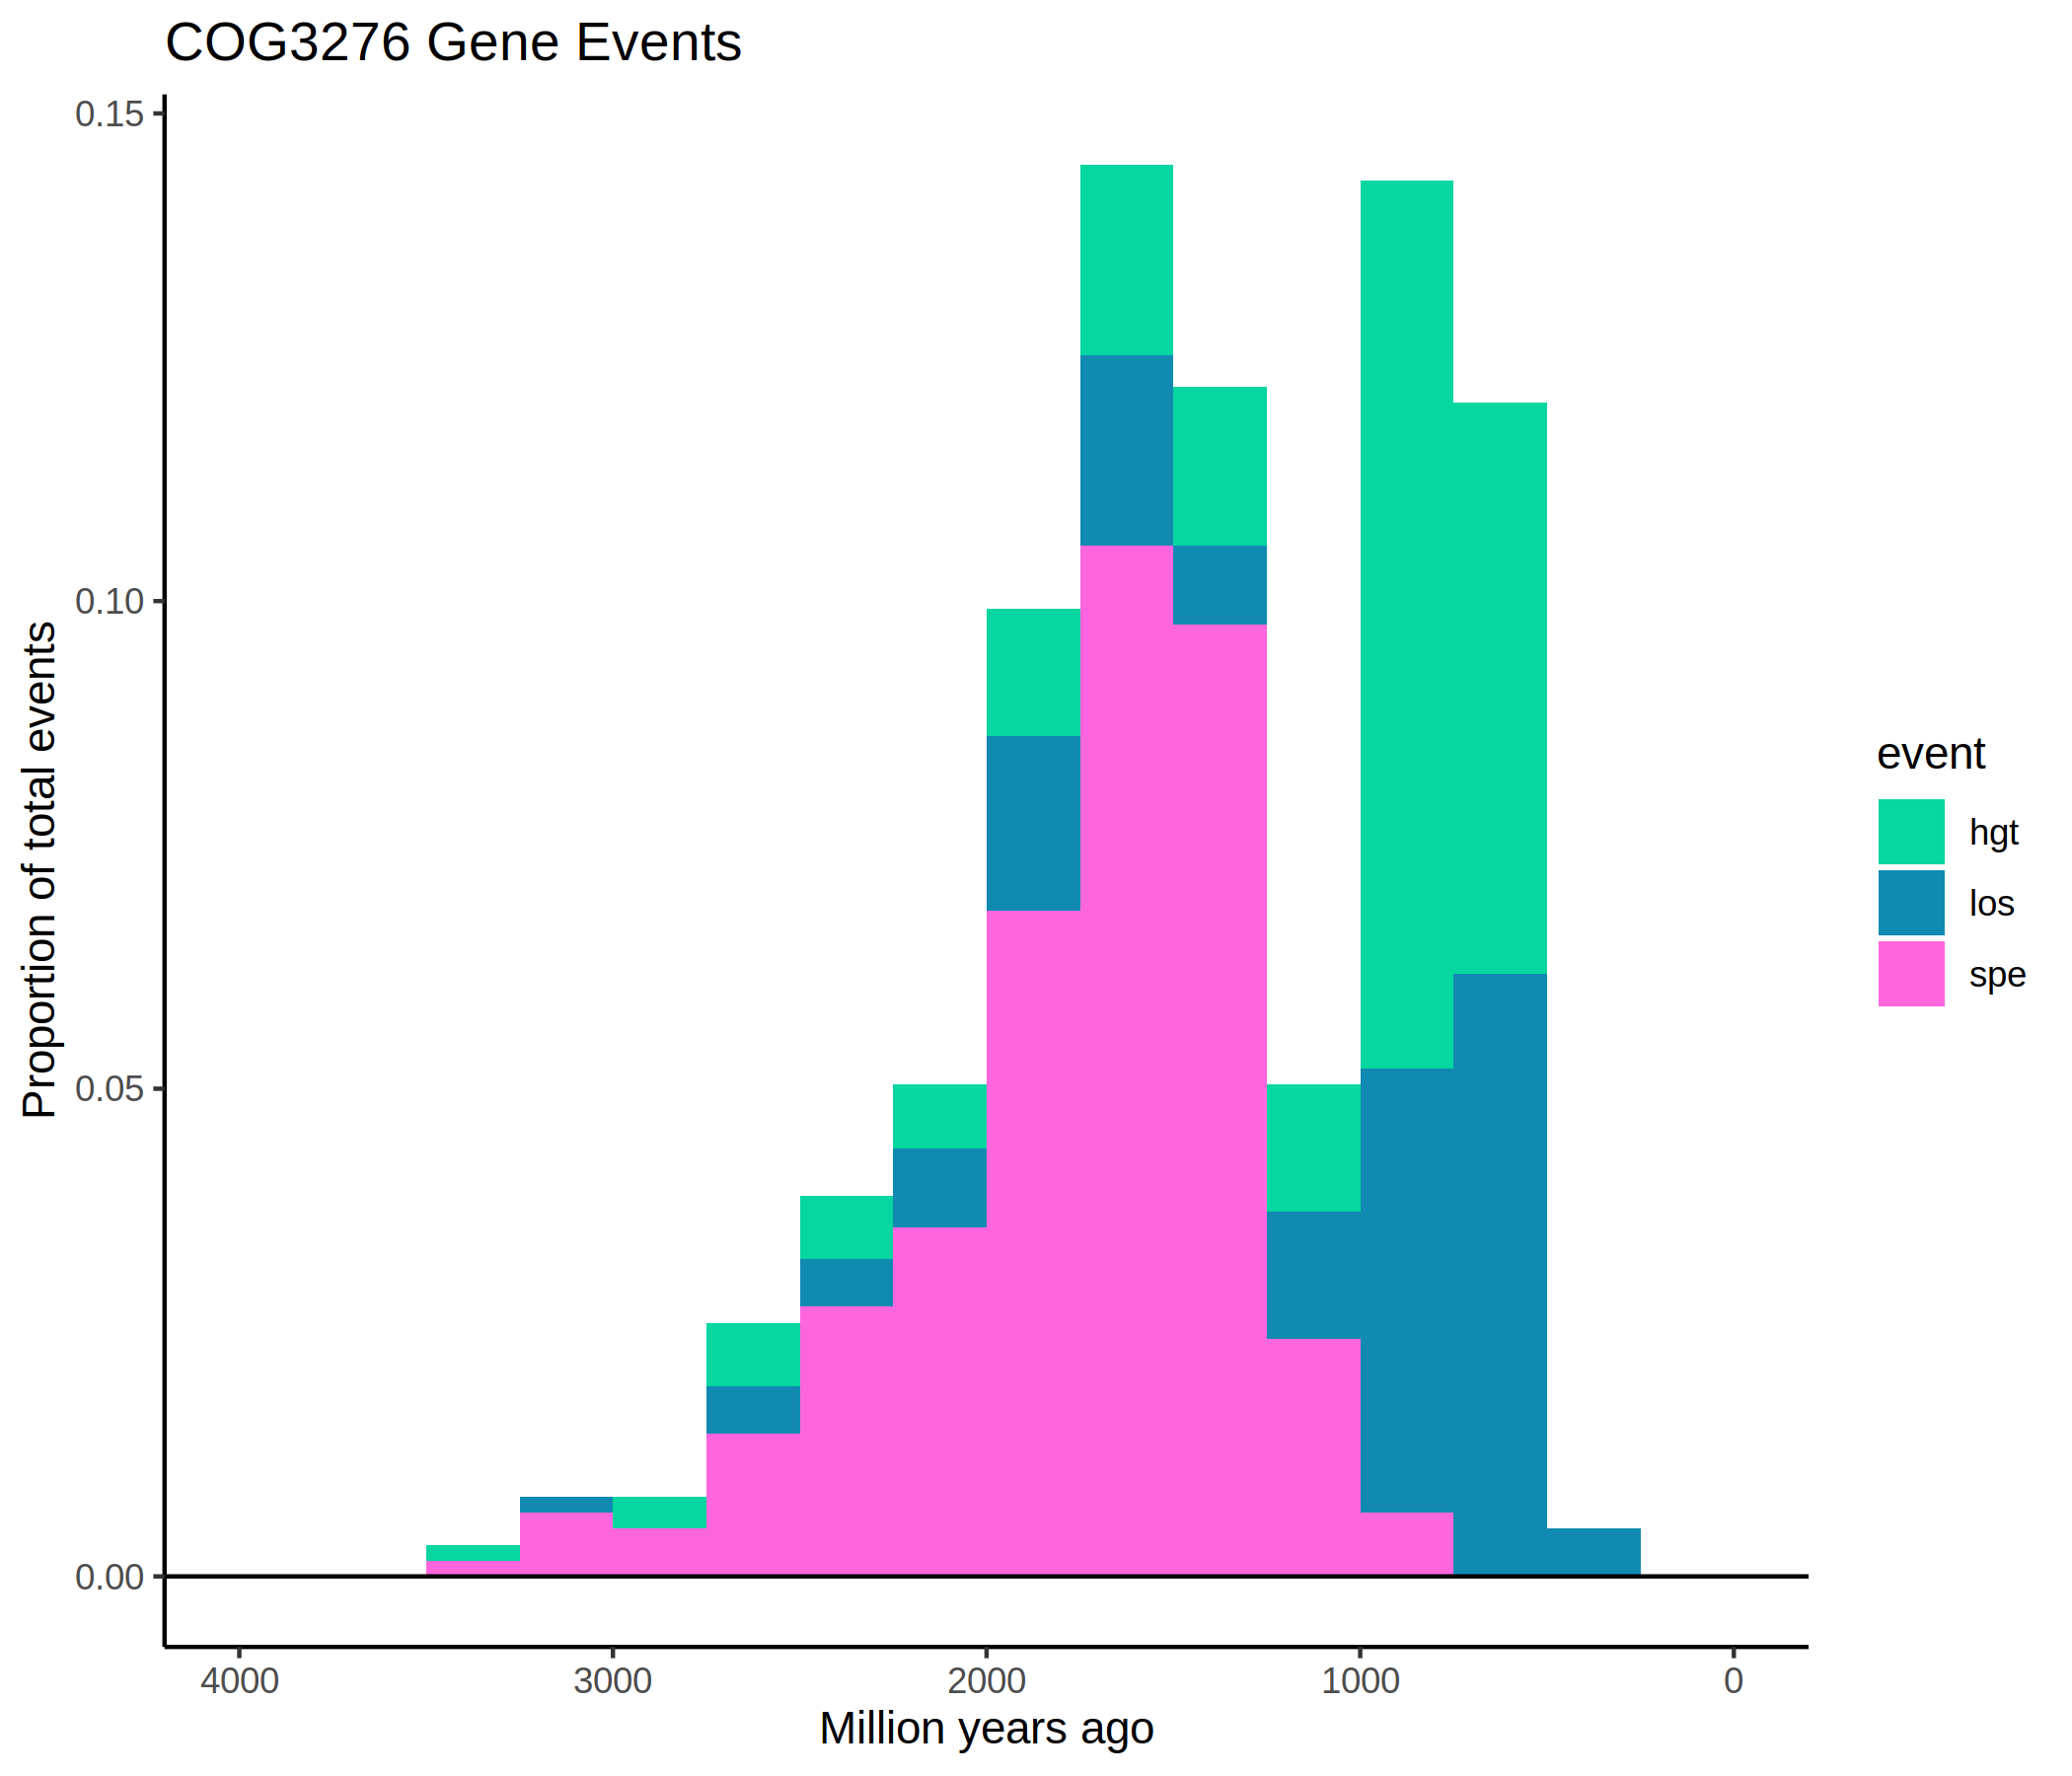 COG3276 Gene Events
Proportion of total events
0.15
0.10
0.05
0.00
4000 3000 2000 1000 0
Million years ago
event
hgt
los
spe